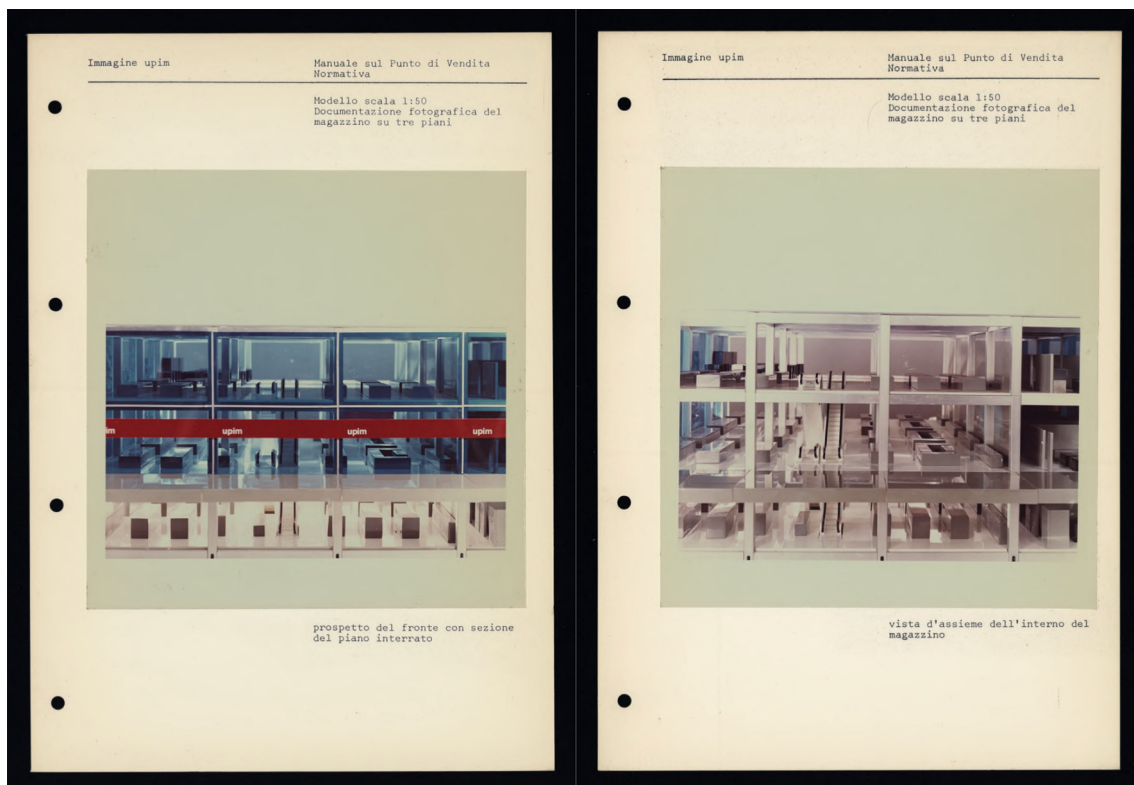 Immagine upim
Manuale sul Punto di Vendita
Normativa
Modello scala 1:50
Documentazione fotografica del
magazzino su tre piani
im
upim
upim
upim
prospetto del fronte con sezione
del piano interrato
Immagine upim
Manuale sul Punto di Vendita
Normativa
Modello scala 1:50
Documentazione fotografica del
magazzino su tre piani
vista d'assieme dell'interno del
magazzino